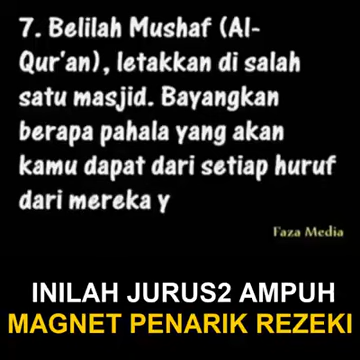 7. Belilah Mushaf (Al-
Qur'an), letakkan di salah
satu masjid. Bayangkan
berapa pahala yang akan
kamu dapat dari setiap huruf
dari mereka y
Faza Media
INILAH JURUS2 AMPUH
MAGNET PENARIK REZEKI